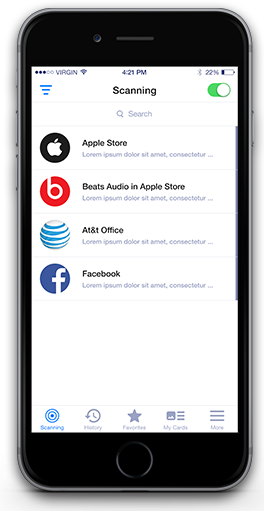 VIRGIN 4:21 PM 22%
Scanning
Search
Apple Store
Lorem ipsum dolor sit amet, consectetur ...
Beats Audio in Apple Store
Lorem ipsum dolor sit amet, consectetur ...
At&t Office
Lorem ipsum dolor sit amet, consectetur ...
Facebook
Lorem ipsum dolor sit amet, consectetur ...
Scanning History Favorites My Cards More